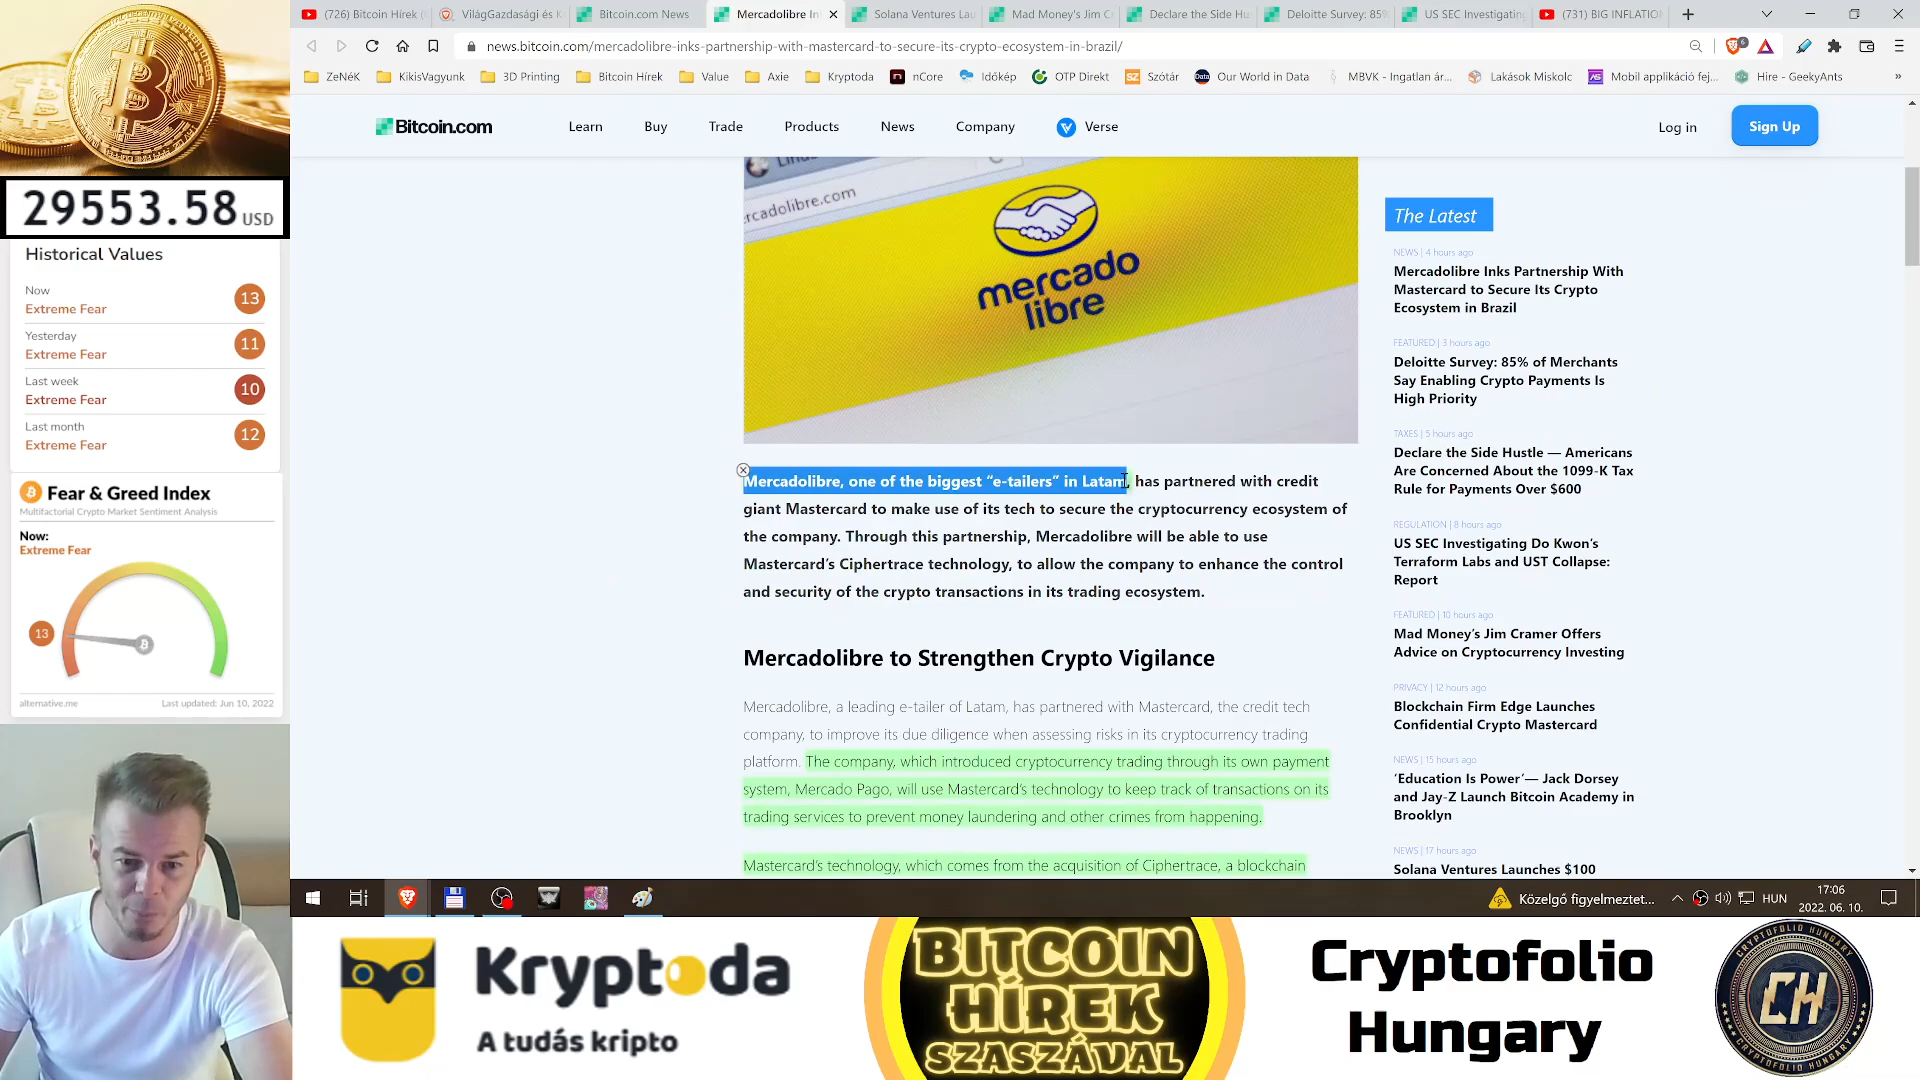 (726) Bitcoin Hírek (
VilágGazdasági és K
Bitcoin.com News
Mercadolibre In
Solana Ventures Lau
Mad Money's Jim C
Declare the Side Hu
Deloitte Survey: 85%
US SEC Investigating
(731) BIG INFLATION
news.bitcoin.com/mercadolibre-inks-partnership-with-mastercard-to-secure-its-crypto-ecosystem-in-brazil/
6
ZeNéK
KikisVagyunk
3D Printing
Bitcoin Hírek
Value
Axie
Kryptoda
nCore
Időkép
OTP Direkt
SZ Szótár
Our World in Data
MBVK - Ingatlan ár...
Lakások Miskolc
Mobil applikáció fej...
Hire - GeekyAnts
»
Bitcoin.com
Learn
Buy
Trade
Products
News
Company
Verse
Log in
Sign Up
29553.58 USD
Historical Values
Now
Extreme Fear
13
Yesterday
Extreme Fear
11
Last week
Extreme Fear
10
Last month
Extreme Fear
12
Fear & Greed Index
Multifactorial Crypto Market Sentiment Analysis
Now:
Extreme Fear
13
alternative.me
Last updated: Jun 10, 2022
rcadolibre.com
mercado
libre
Mercadolibre, one of the biggest “e-tailers” in Latam, has partnered with credit
giant Mastercard to make use of its tech to secure the cryptocurrency ecosystem of
the company. Through this partnership, Mercadolibre will be able to use
Mastercard’s Ciphertrace technology, to allow the company to enhance the control
and security of the crypto transactions in its trading ecosystem.
Mercadolibre to Strengthen Crypto Vigilance
Mercadolibre, a leading e-tailer of Latam, has partnered with Mastercard, the credit tech
company, to improve its due diligence when assessing risks in its cryptocurrency trading
platform. The company, which introduced cryptocurrency trading through its own payment
system, Mercado Pago, will use Mastercard’s technology to keep track of transactions on its
trading services to prevent money laundering and other crimes from happening.
Mastercard’s technology, which comes from the acquisition of Ciphertrace, a blockchain
The Latest
NEWS | 4 hours ago
Mercadolibre Inks Partnership With
Mastercard to Secure Its Crypto
Ecosystem in Brazil
FEATURED | 3 hours ago
Deloitte Survey: 85% of Merchants
Say Enabling Crypto Payments Is
High Priority
TAXES | 5 hours ago
Declare the Side Hustle — Americans
Are Concerned About the 1099-K Tax
Rule for Payments Over $600
REGULATION | 8 hours ago
US SEC Investigating Do Kwon’s
Terraform Labs and UST Collapse:
Report
FEATURED | 10 hours ago
Mad Money’s Jim Cramer Offers
Advice on Cryptocurrency Investing
PRIVACY | 12 hours ago
Blockchain Firm Edge Launches
Confidential Crypto Mastercard
NEWS | 15 hours ago
‘Education Is Power’— Jack Dorsey
and Jay-Z Launch Bitcoin Academy in
Brooklyn
NEWS | 17 hours ago
Solana Ventures Launches $100
Közelgő figyelmeztet...
HUN
17:06
2022. 06. 10.
Kryptoda
A tudás kripto
BITCOIN
HÍREK
SZASZÁVAL
Cryptofolio
Hungary
CRYPTOFOLIO HUNGARY
CH
CRYPTOFOLIO HUNGARY